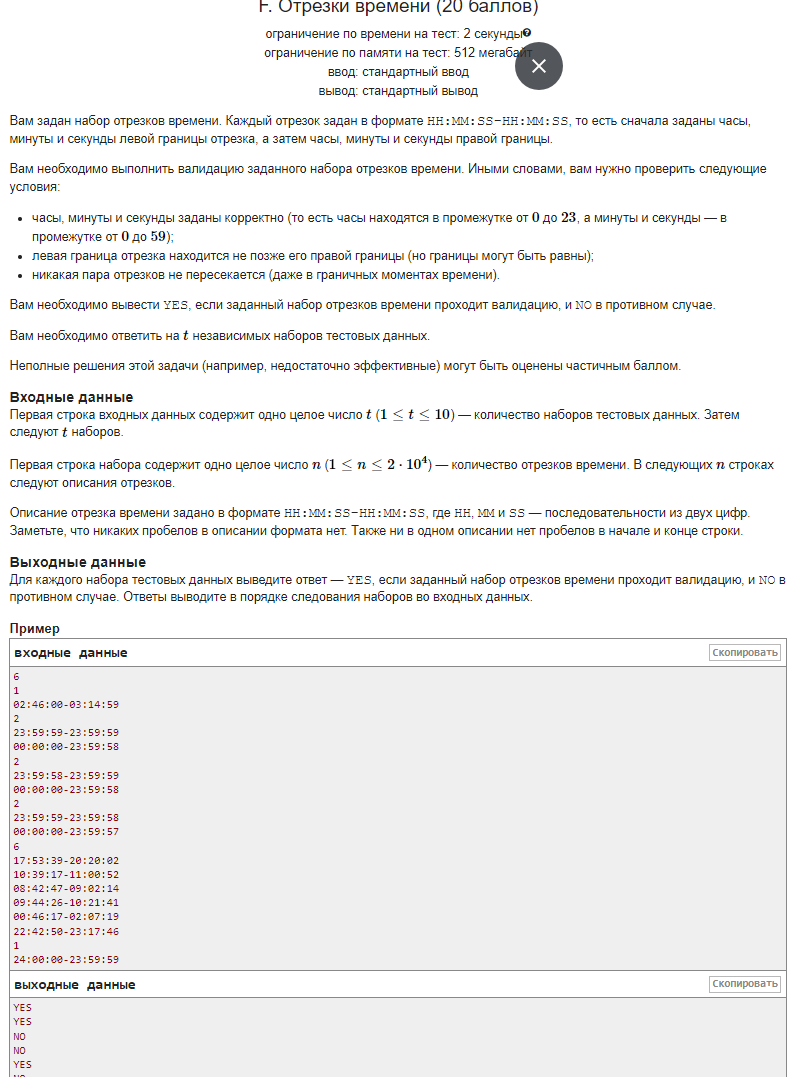 F. Отрезки времени (20 баллов)
ограничение по времени на тест: 2 секунды
ограничение по памяти на тест: 512 мегабайт
ввод: стандартный ввод
вывод: стандартный вывод
Вам задан набор отрезков времени. Каждый отрезок задан в формате HH:MM:SS-HH:MM:SS, то есть сначала заданы часы,
минуты и секунды левой границы отрезка, а затем часы, минуты и секунды правой границы.
Вам необходимо выполнить валидацию заданного набора отрезков времени. Иными словами, вам нужно проверить следующие
условия:
• часы, минуты и секунды заданы корректно (то есть часы находятся в промежутке от 0 до 23, а минуты и секунды — в
промежутке от 0 до 59);
• левая граница отрезка находится не позже его правой границы (но границы могут быть равны);
• никакая пара отрезков не пересекается (даже в граничных моментах времени).
Вам необходимо вывести YES, если заданный набор отрезков времени проходит валидацию, и NO в противном случае.
Вам необходимо ответить на t независимых наборов тестовых данных.
Неполные решения этой задачи (например, недостаточно эффективные) могут быть оценены частичным баллом.
Входные данные
Первая строка входных данных содержит одно целое число t (1 ≤ t ≤ 10) — количество наборов тестовых данных. Затем
следуют t наборов.
Первая строка набора содержит одно целое число n (1 ≤ n ≤ 2 · 10⁴) — количество отрезков времени. В следующих n строках
следуют описания отрезков.
Описание отрезка времени задано в формате HH:MM:SS-HH:MM:SS, где HH, MM и SS — последовательности из двух цифр.
Заметьте, что никаких пробелов в описании формата нет. Также ни в одном описании нет пробелов в начале и конце строки.
Выходные данные
Для каждого набора тестовых данных выведите ответ — YES, если заданный набор отрезков времени проходит валидацию, и NO в
противном случае. Ответы выводите в порядке следования наборов во входных данных.
Пример
входные данные Скопировать
6
1
02:46:00-03:14:59
2
23:59:59-23:59:59
00:00:00-23:59:58
2
23:59:58-23:59:59
00:00:00-23:59:58
2
23:59:59-23:59:58
00:00:00-23:59:57
6
17:53:39-20:20:02
10:39:17-11:00:52
08:42:47-09:02:14
09:44:26-10:21:41
00:46:17-02:07:19
22:42:50-23:17:46
1
24:00:00-23:59:59
выходные данные Скопировать
YES
YES
NO
NO
YES